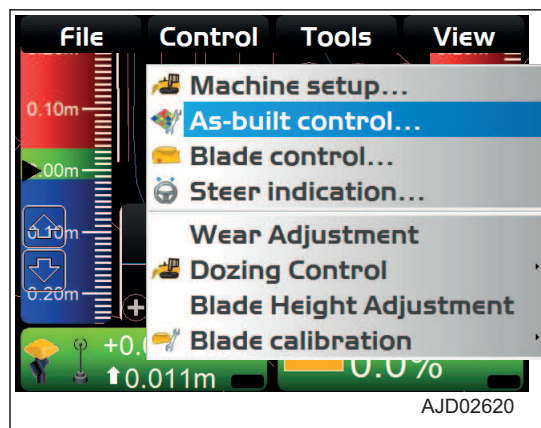 File Control Tools View
Machine setup...
0.10m
As-built control...
Blade control...
.00m
Steer indication...
Wear Adjustment
0.10m
Dozing Control
0.20m
Blade Height Adjustment
Blade calibration
+0.
0.011m
0.0%
AJD02620